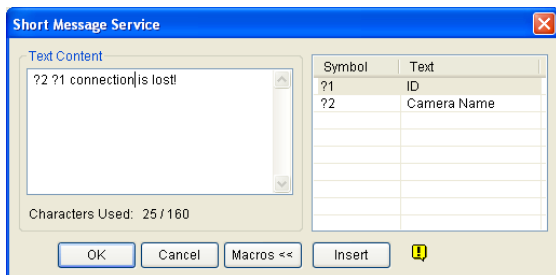 Short Message Service
Text Content
?2 ?1 connection is lost!
Characters Used: 25 / 160
Symbol Text
?1 ID
?2 Camera Name
OK Cancel Macros << Insert